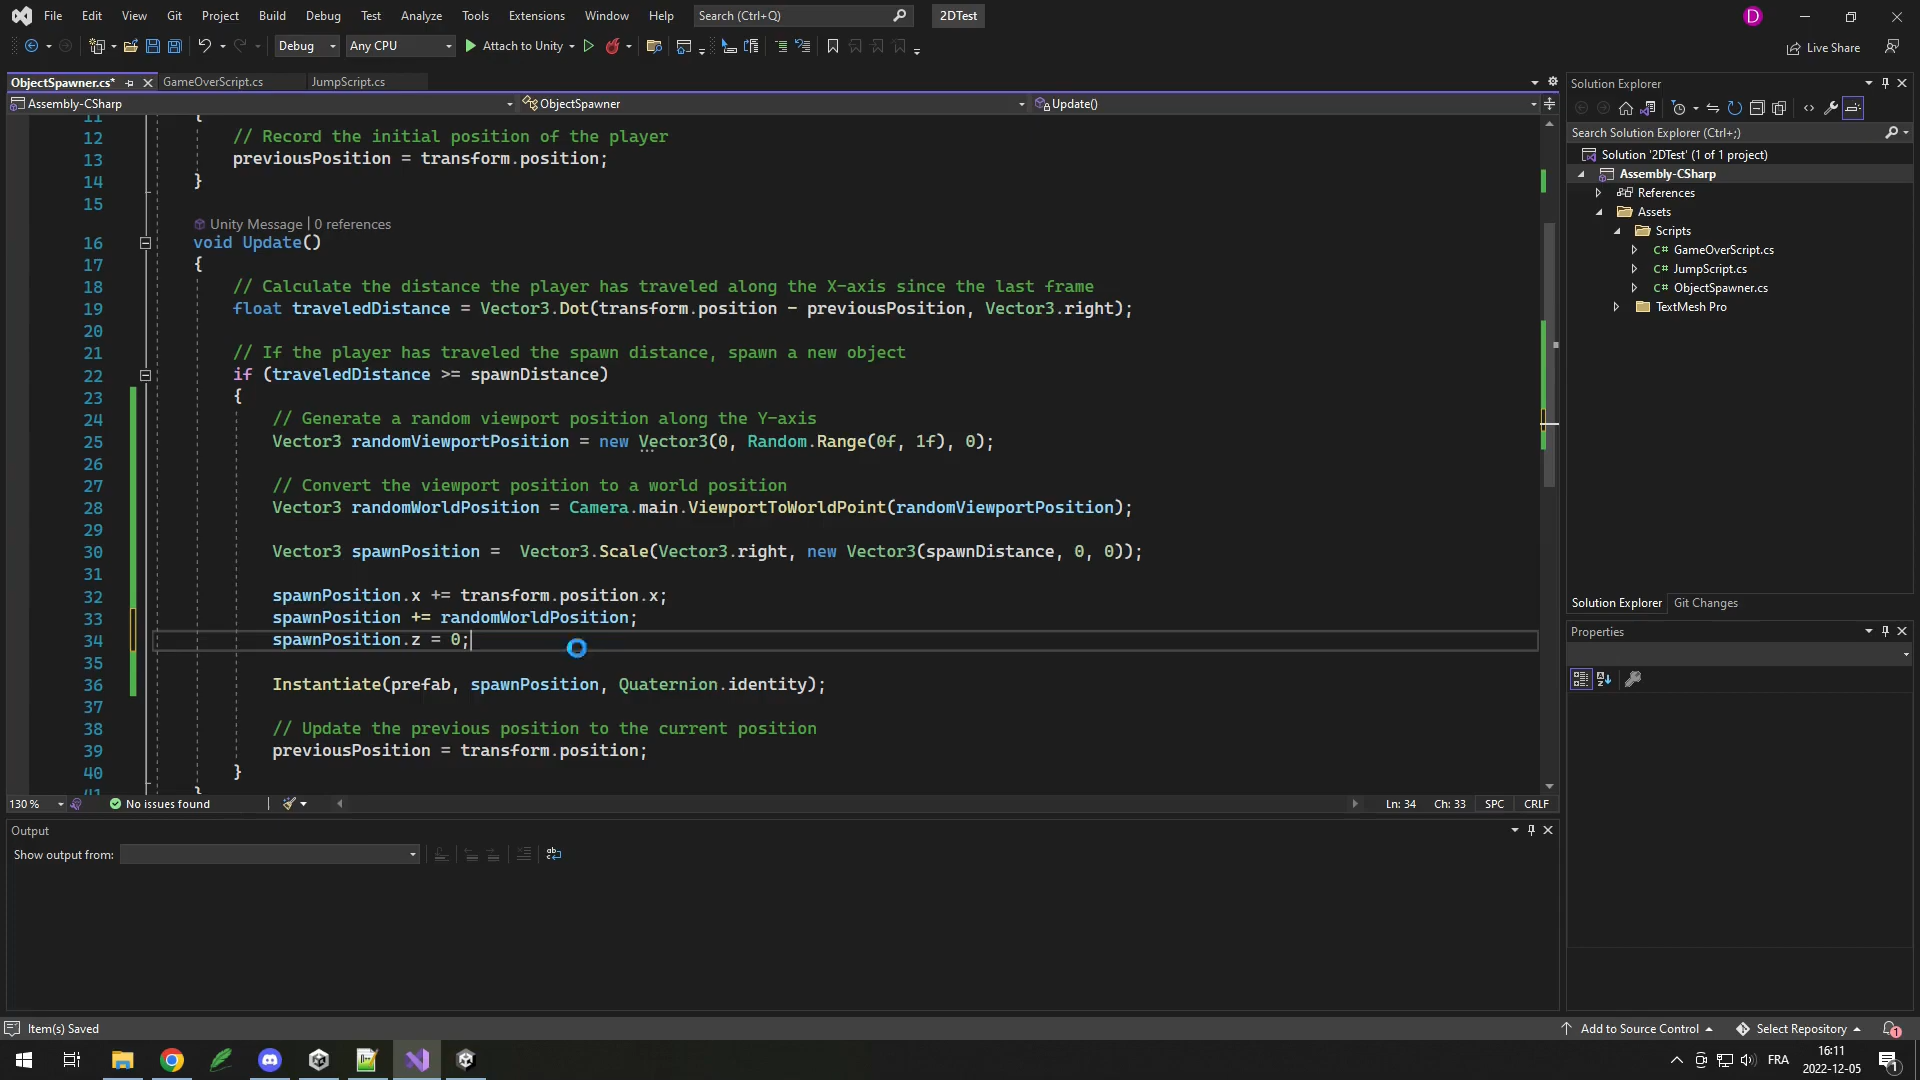 File Edit View Git Project Build Debug Test Analyze Tools Extensions Window Help Search (Ctrl+Q) 2DTest D
Debug Any CPU Attach to Unity Live Share
ObjectSpawner.cs* GameOverScript.cs JumpScript.cs
Assembly-CSharp ObjectSpawner Update()
11 {
12 // Record the initial position of the player
13 previousPosition = transform.position;
14 }
15
Unity Message | 0 references
16 void Update()
17 {
18 // Calculate the distance the player has traveled along the X-axis since the last frame
19 float traveledDistance = Vector3.Dot(transform.position - previousPosition, Vector3.right);
20
21 // If the player has traveled the spawn distance, spawn a new object
22 if (traveledDistance >= spawnDistance)
23 {
24 // Generate a random viewport position along the Y-axis
25 Vector3 randomViewportPosition = new Vector3(0, Random.Range(0f, 1f), 0);
26
27 // Convert the viewport position to a world position
28 Vector3 randomWorldPosition = Camera.main.ViewportToWorldPoint(randomViewportPosition);
29
30 Vector3 spawnPosition =  Vector3.Scale(Vector3.right, new Vector3(spawnDistance, 0, 0));
31
32 spawnPosition.x += transform.position.x;
33 spawnPosition += randomWorldPosition;
34 spawnPosition.z = 0;
35
36 Instantiate(prefab, spawnPosition, Quaternion.identity);
37
38 // Update the previous position to the current position
39 previousPosition = transform.position;
40 }
41 }
130 % No issues found Ln: 34 Ch: 33 SPC CRLF
Output
Show output from:
Solution Explorer
Search Solution Explorer (Ctrl+;)
Solution '2DTest' (1 of 1 project)
Assembly-CSharp
References
Assets
Scripts
C# GameOverScript.cs
C# JumpScript.cs
C# ObjectSpawner.cs
TextMesh Pro
Solution Explorer Git Changes
Properties
Item(s) Saved Add to Source Control Select Repository 1
FRA 16:11
2022-12-05 1